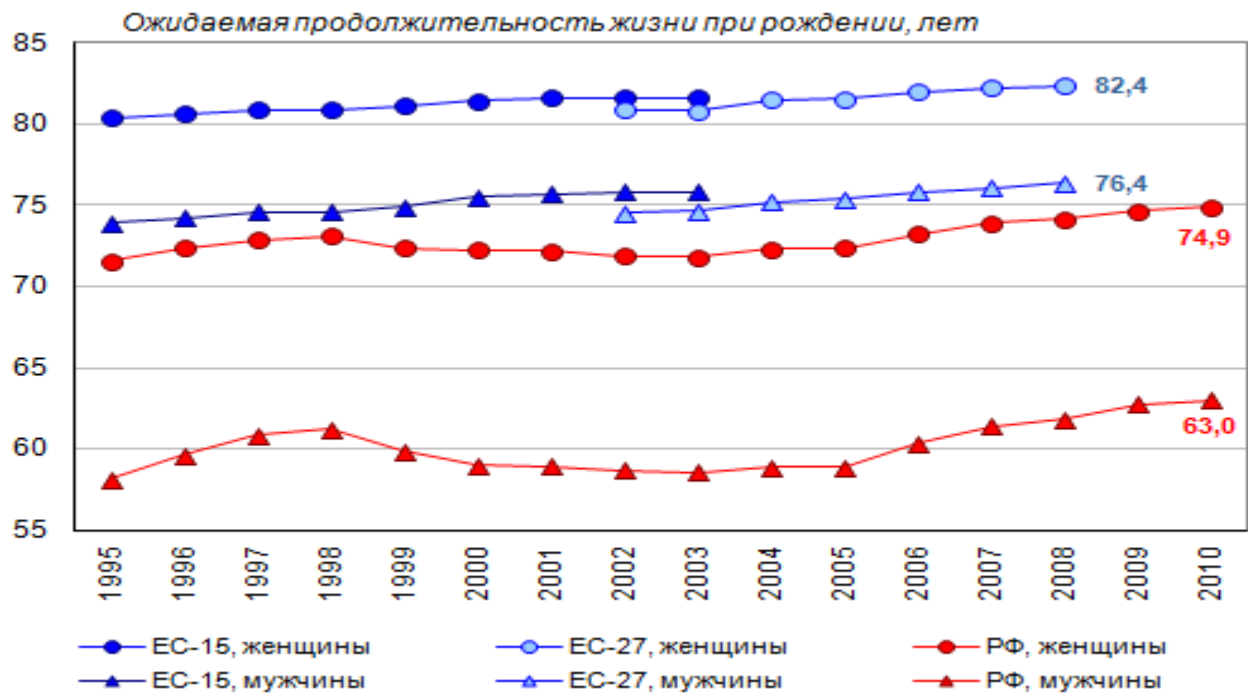 Ожидаемая продолжительность жизни при рождении, лет
85
80
75
70
65
60
55
82,4
76,4
74,9
63,0
1995 1996 1997 1998 1999 2000 2001 2002 2003 2004 2005 2006 2007 2008 2009 2010
ЕС-15, женщины ЕС-27, женщины РФ, женщины
ЕС-15, мужчины ЕС-27, мужчины РФ, мужчины